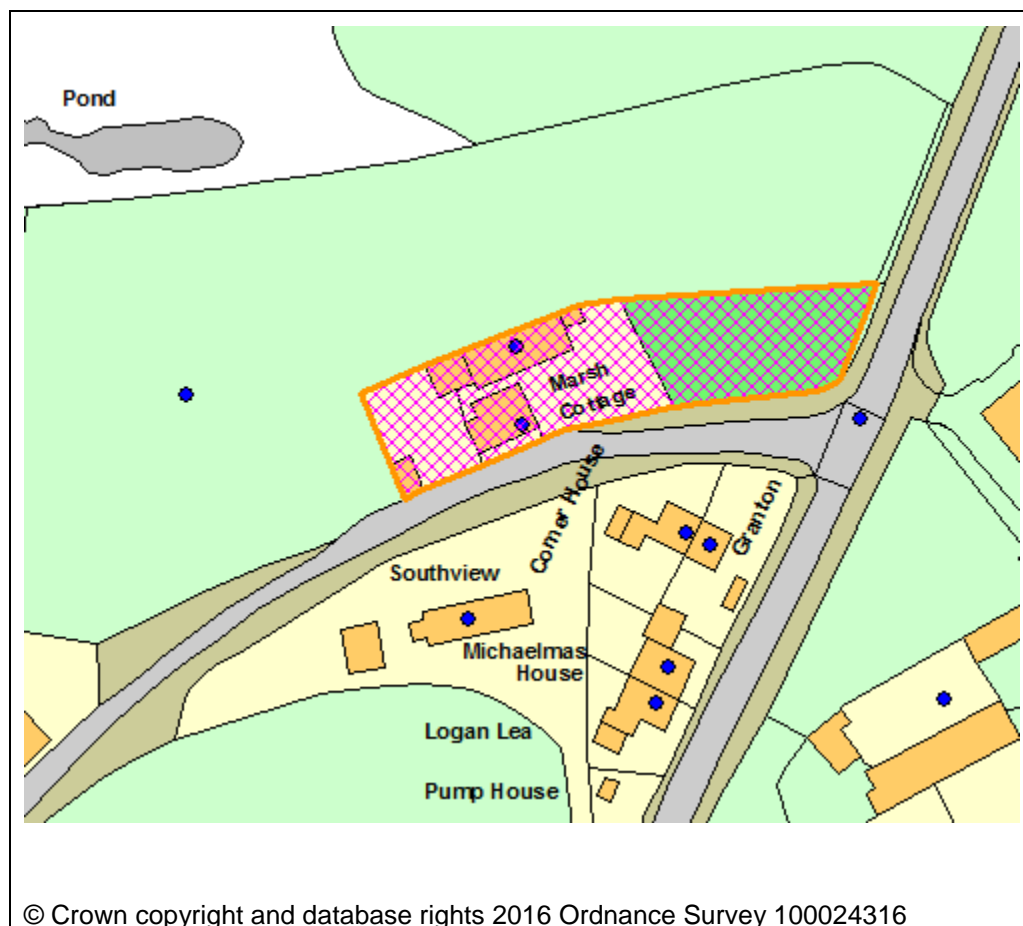 Pond
Marsh
Cottage
Corner House
Granton
Southview
Michaelmas
House
Logan Lea
Pump House
© Crown copyright and database rights 2016 Ordnance Survey 100024316